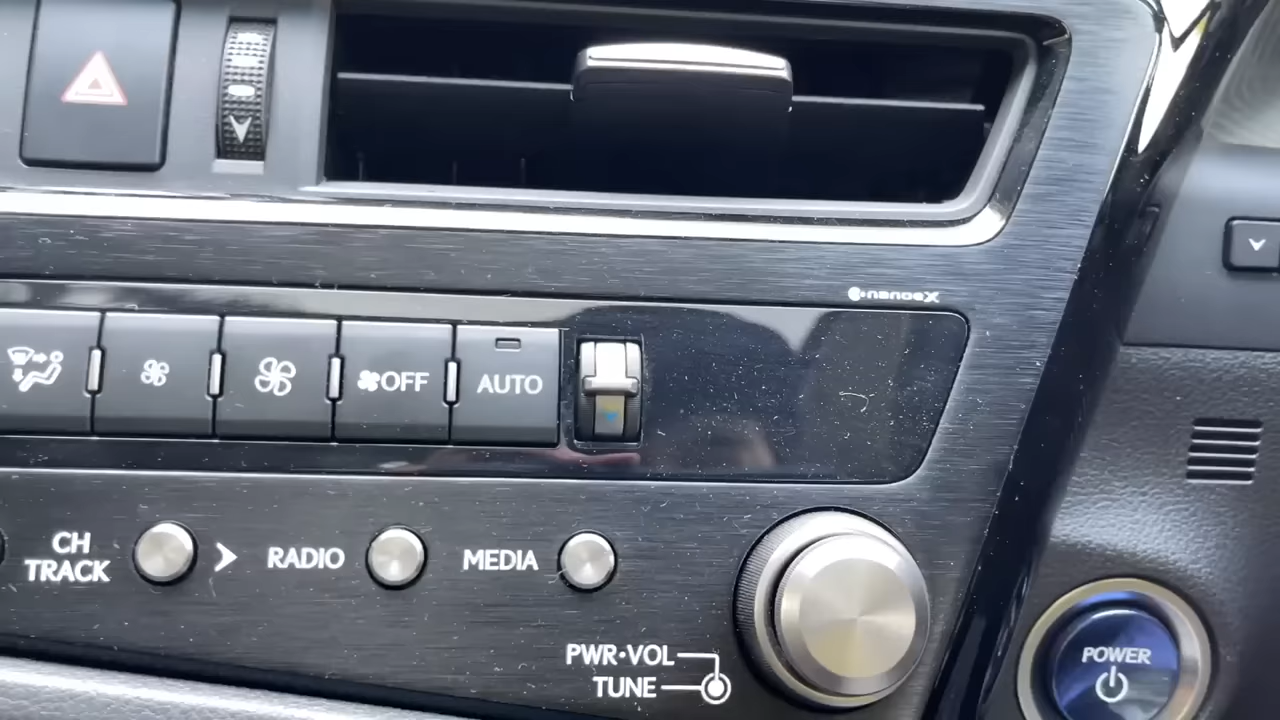 nanoeX
OFF
AUTO
CH
TRACK
RADIO
MEDIA
PWR•VOL
TUNE
POWER